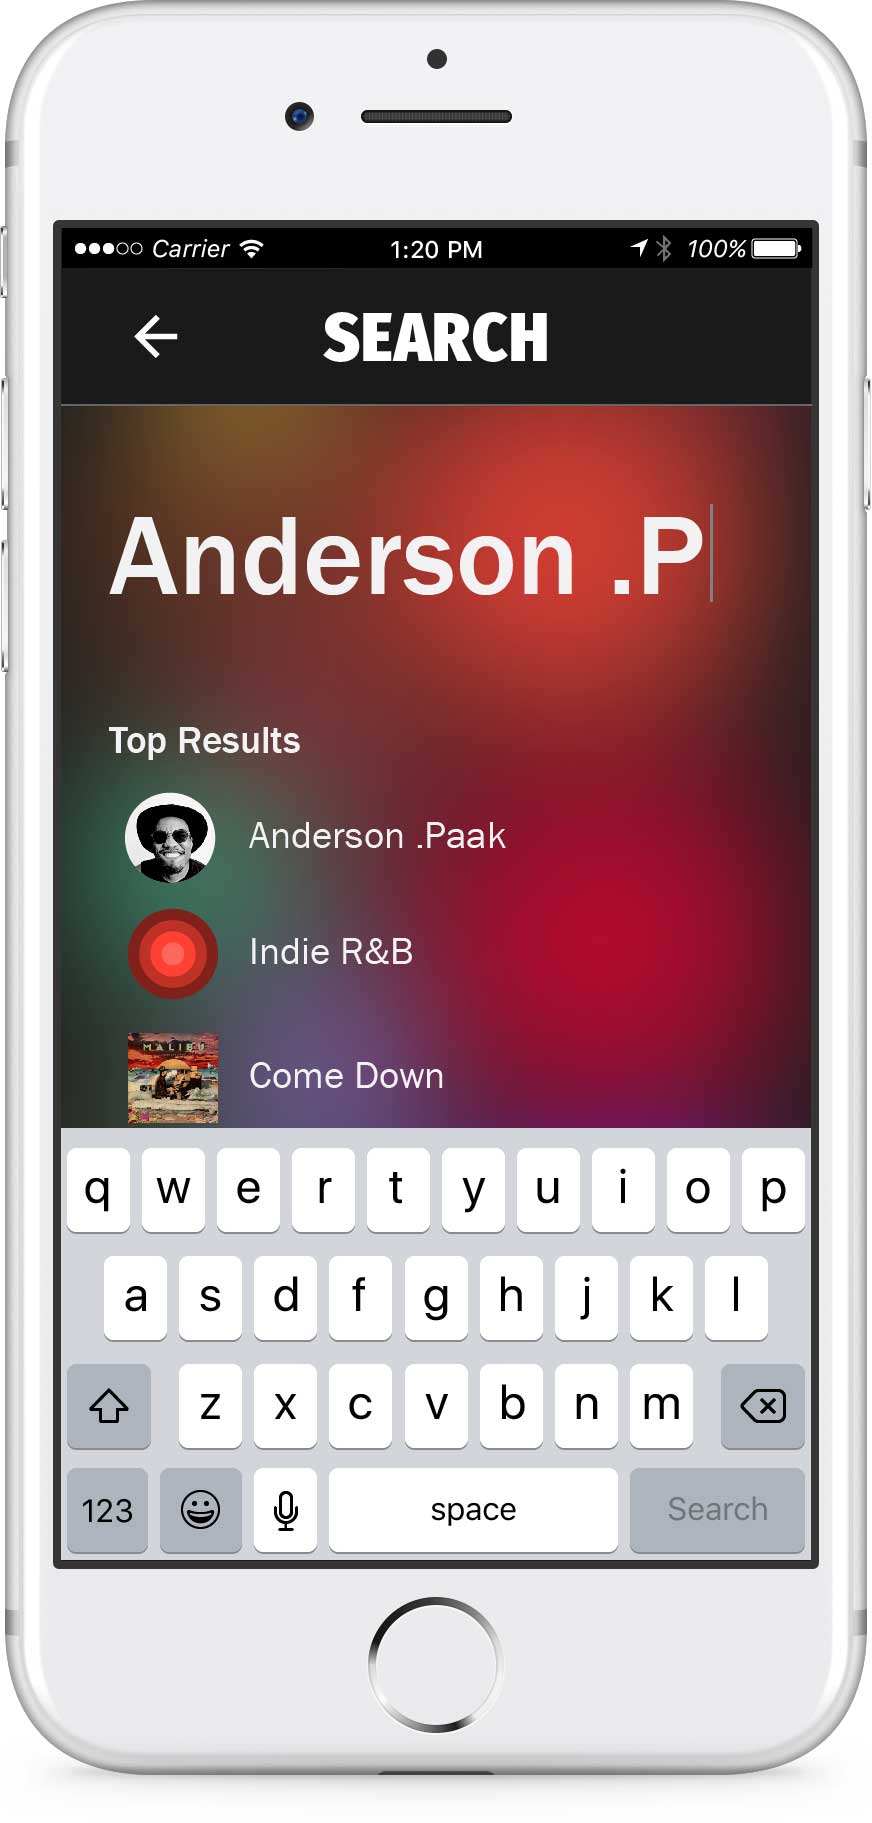 Carrier 1:20 PM 100%
SEARCH
Anderson .P
Top Results
Anderson .Paak
Indie R&B
MALIBU
Come Down
q w e r t y u i o p
a s d f g h j k l
z x c v b n m
123 space Search